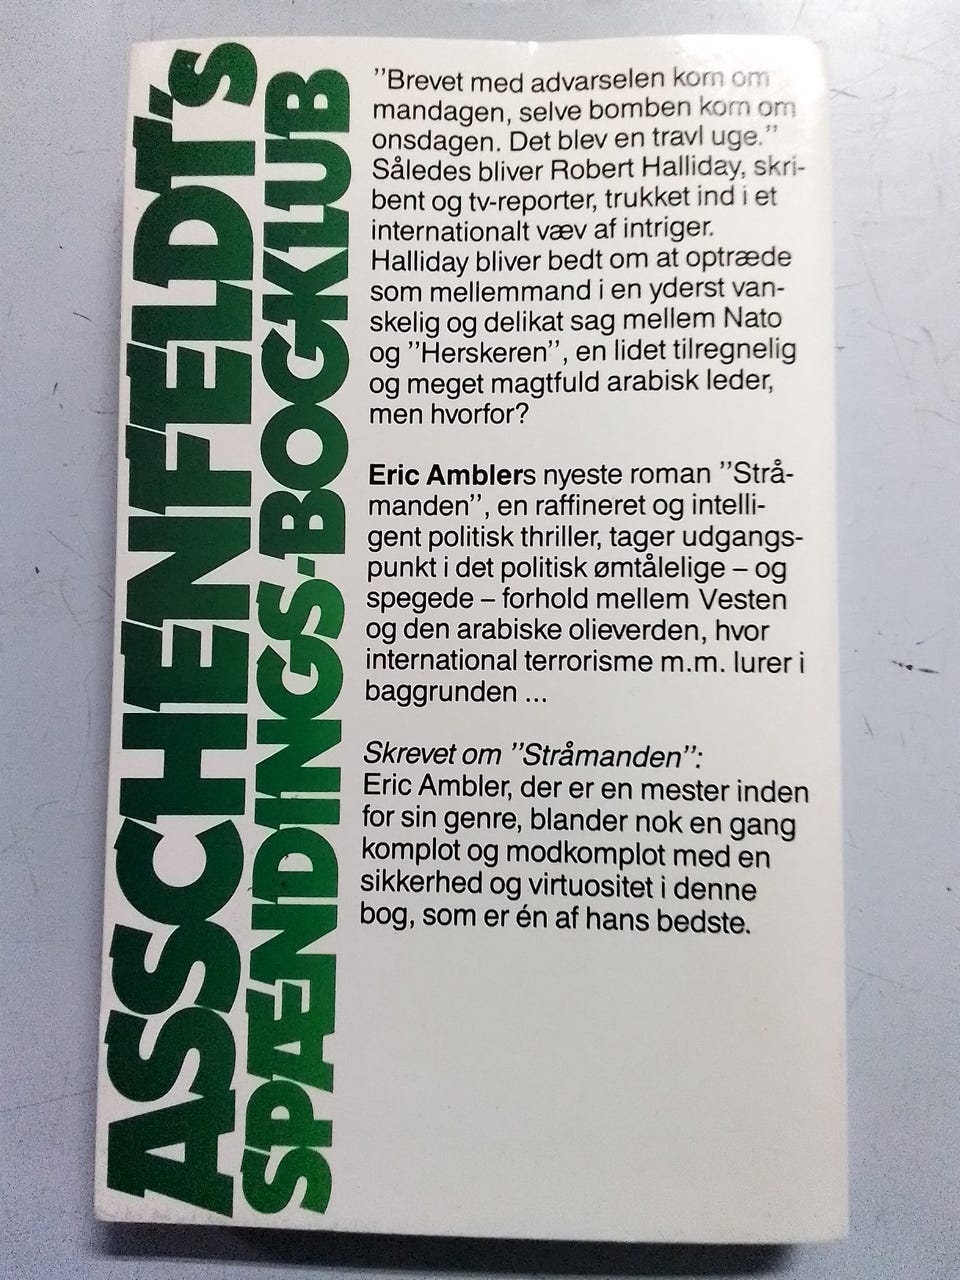 ASSCHENFELDT's
SPÆNDINGS-BOGKLUB
"Brevet med advarselen kom om
mandagen, selve bomben kom om
onsdagen. Det blev en travl uge."
Således bliver Robert Halliday, skri-
bent og tv-reporter, trukket ind i et
internationalt væv af intriger.
Halliday bliver bedt om at optræde
som mellemmand i en yderst van-
skelig og delikat sag mellem Nato
og "Herskeren", en lidet tilregnelig
og meget magtfuld arabisk leder,
men hvorfor?
Eric Amblers nyeste roman "Strå-
manden", en raffineret og intelli-
gent politisk thriller, tager udgangs-
punkt i det politisk ømtålelige – og
spegede – forhold mellem Vesten
og den arabiske olieverden, hvor
international terrorisme m.m. lurer i
baggrunden ...
Skrevet om "Stråmanden":
Eric Ambler, der er en mester inden
for sin genre, blander nok en gang
komplot og modkomplot med en
sikkerhed og virtuositet i denne
bog, som er én af hans bedste.